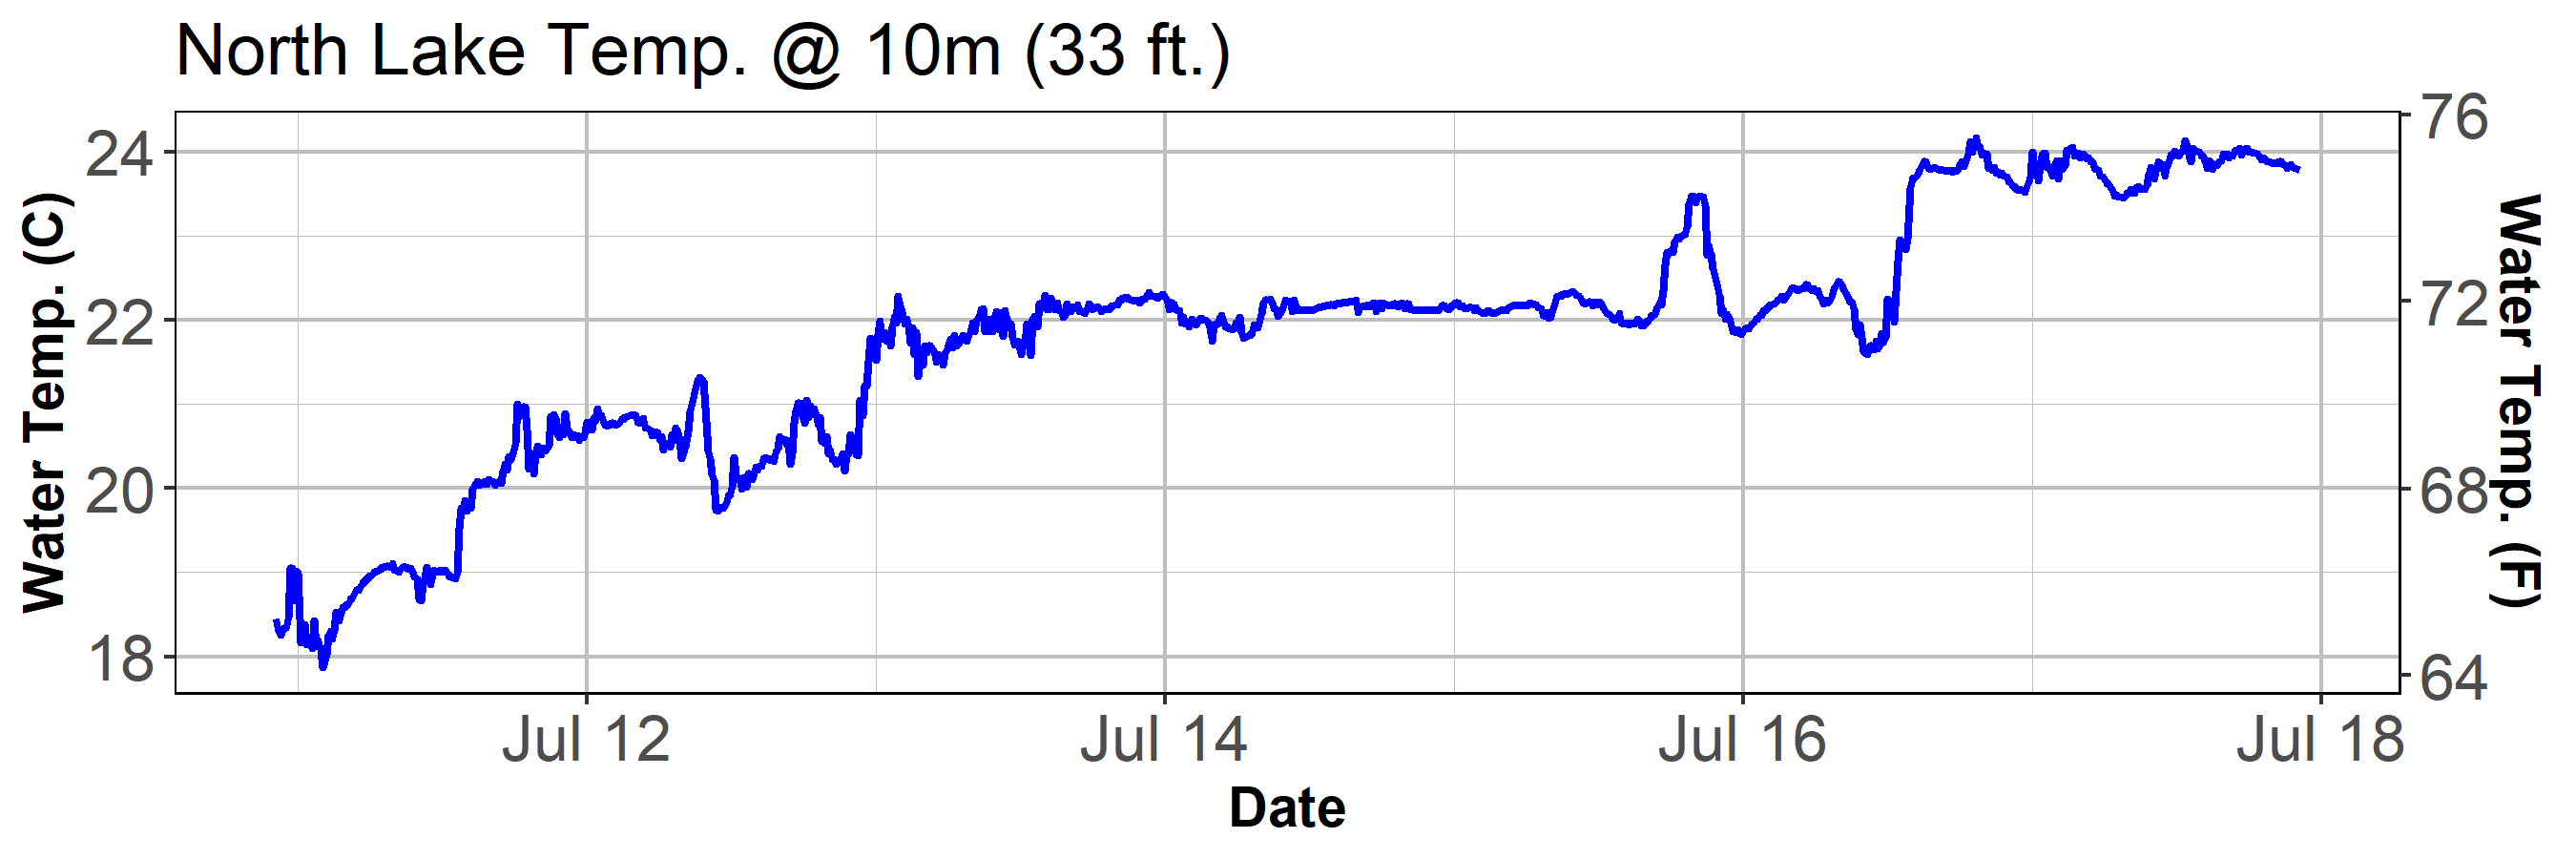 North Lake Temp. @ 10m (33 ft.)
Water Temp. (C)
24
22
20
18
76
72
68
64
Water Temp. (F)
Jul 12
Jul 14
Jul 16
Jul 18
Date